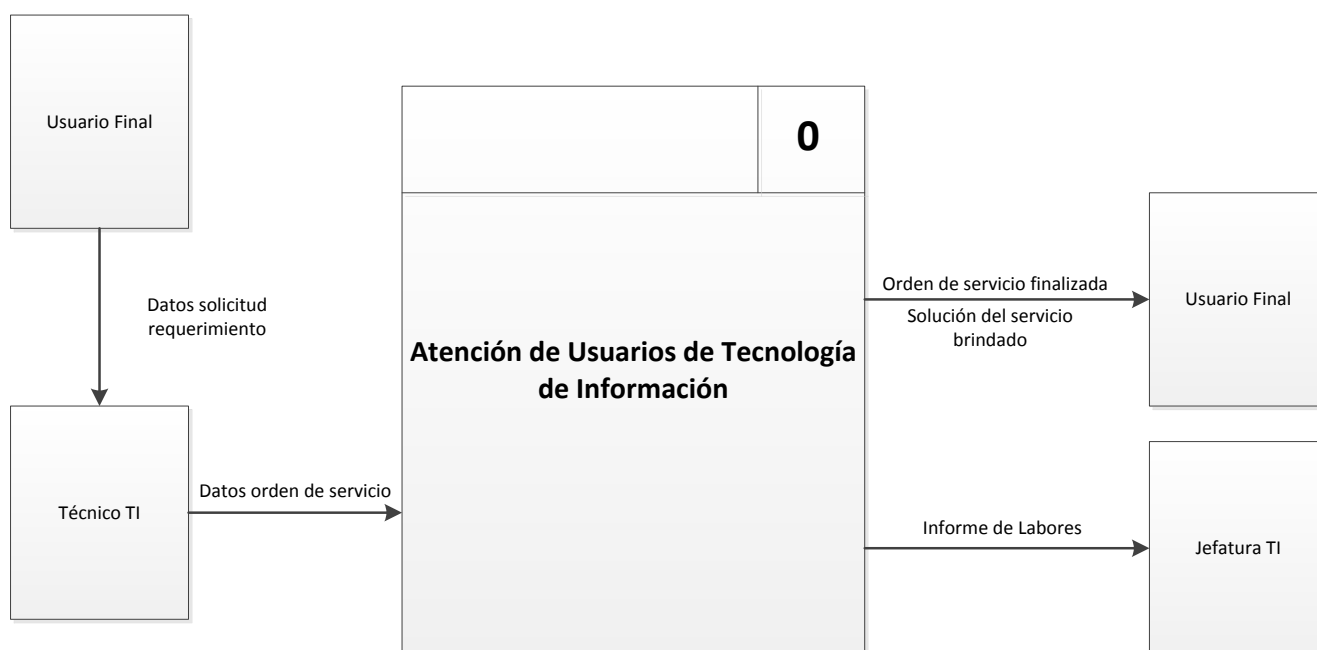 Usuario Final
0
Datos solicitud
requerimiento
Atención de Usuarios de Tecnología
de Información
Orden de servicio finalizada
Solución del servicio
brindado
Usuario Final
Técnico TI
Datos orden de servicio
Informe de Labores
Jefatura TI